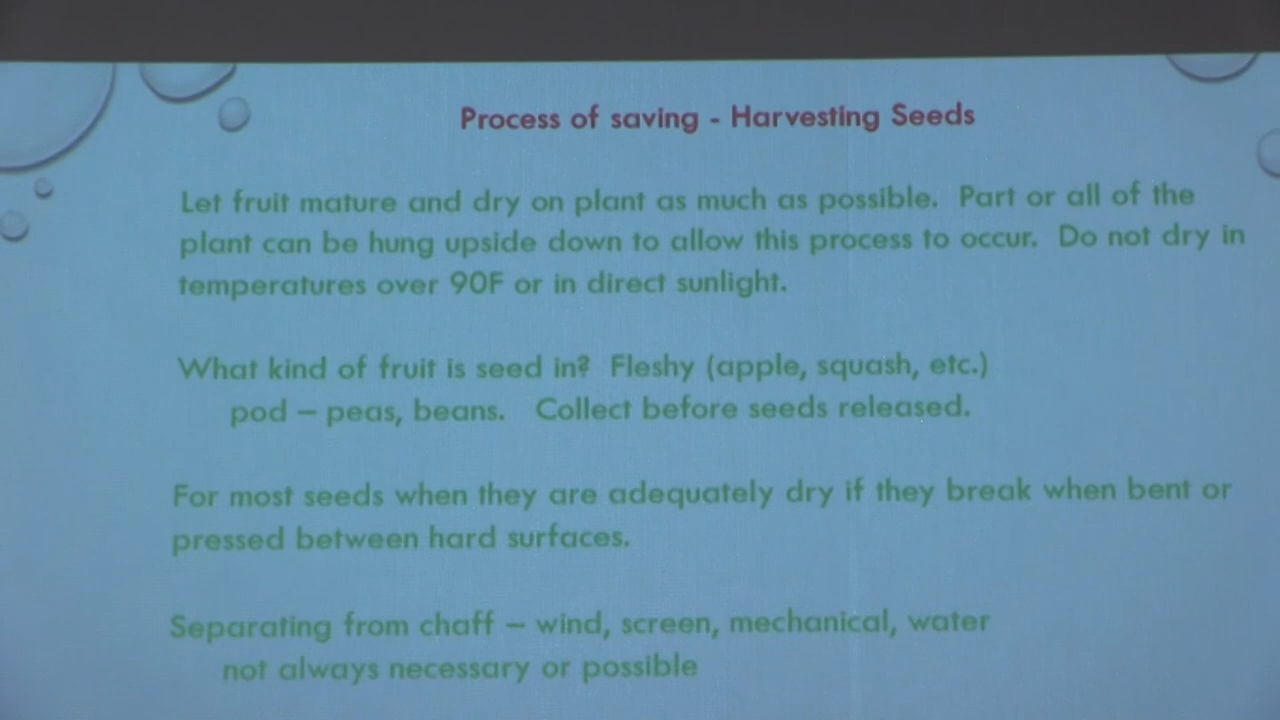 Process of saving - Harvesting Seeds
Let fruit mature and dry on plant as much as possible. Part or all of the
plant can be hung upside down to allow this process to occur. Do not dry in
temperatures over 90F or in direct sunlight.
What kind of fruit is seed in? Fleshy (apple, squash, etc.)
pod – peas, beans. Collect before seeds released.
For most seeds when they are adequately dry if they break when bent or
pressed between hard surfaces.
Separating from chaff – wind, screen, mechanical, water
not always necessary or possible